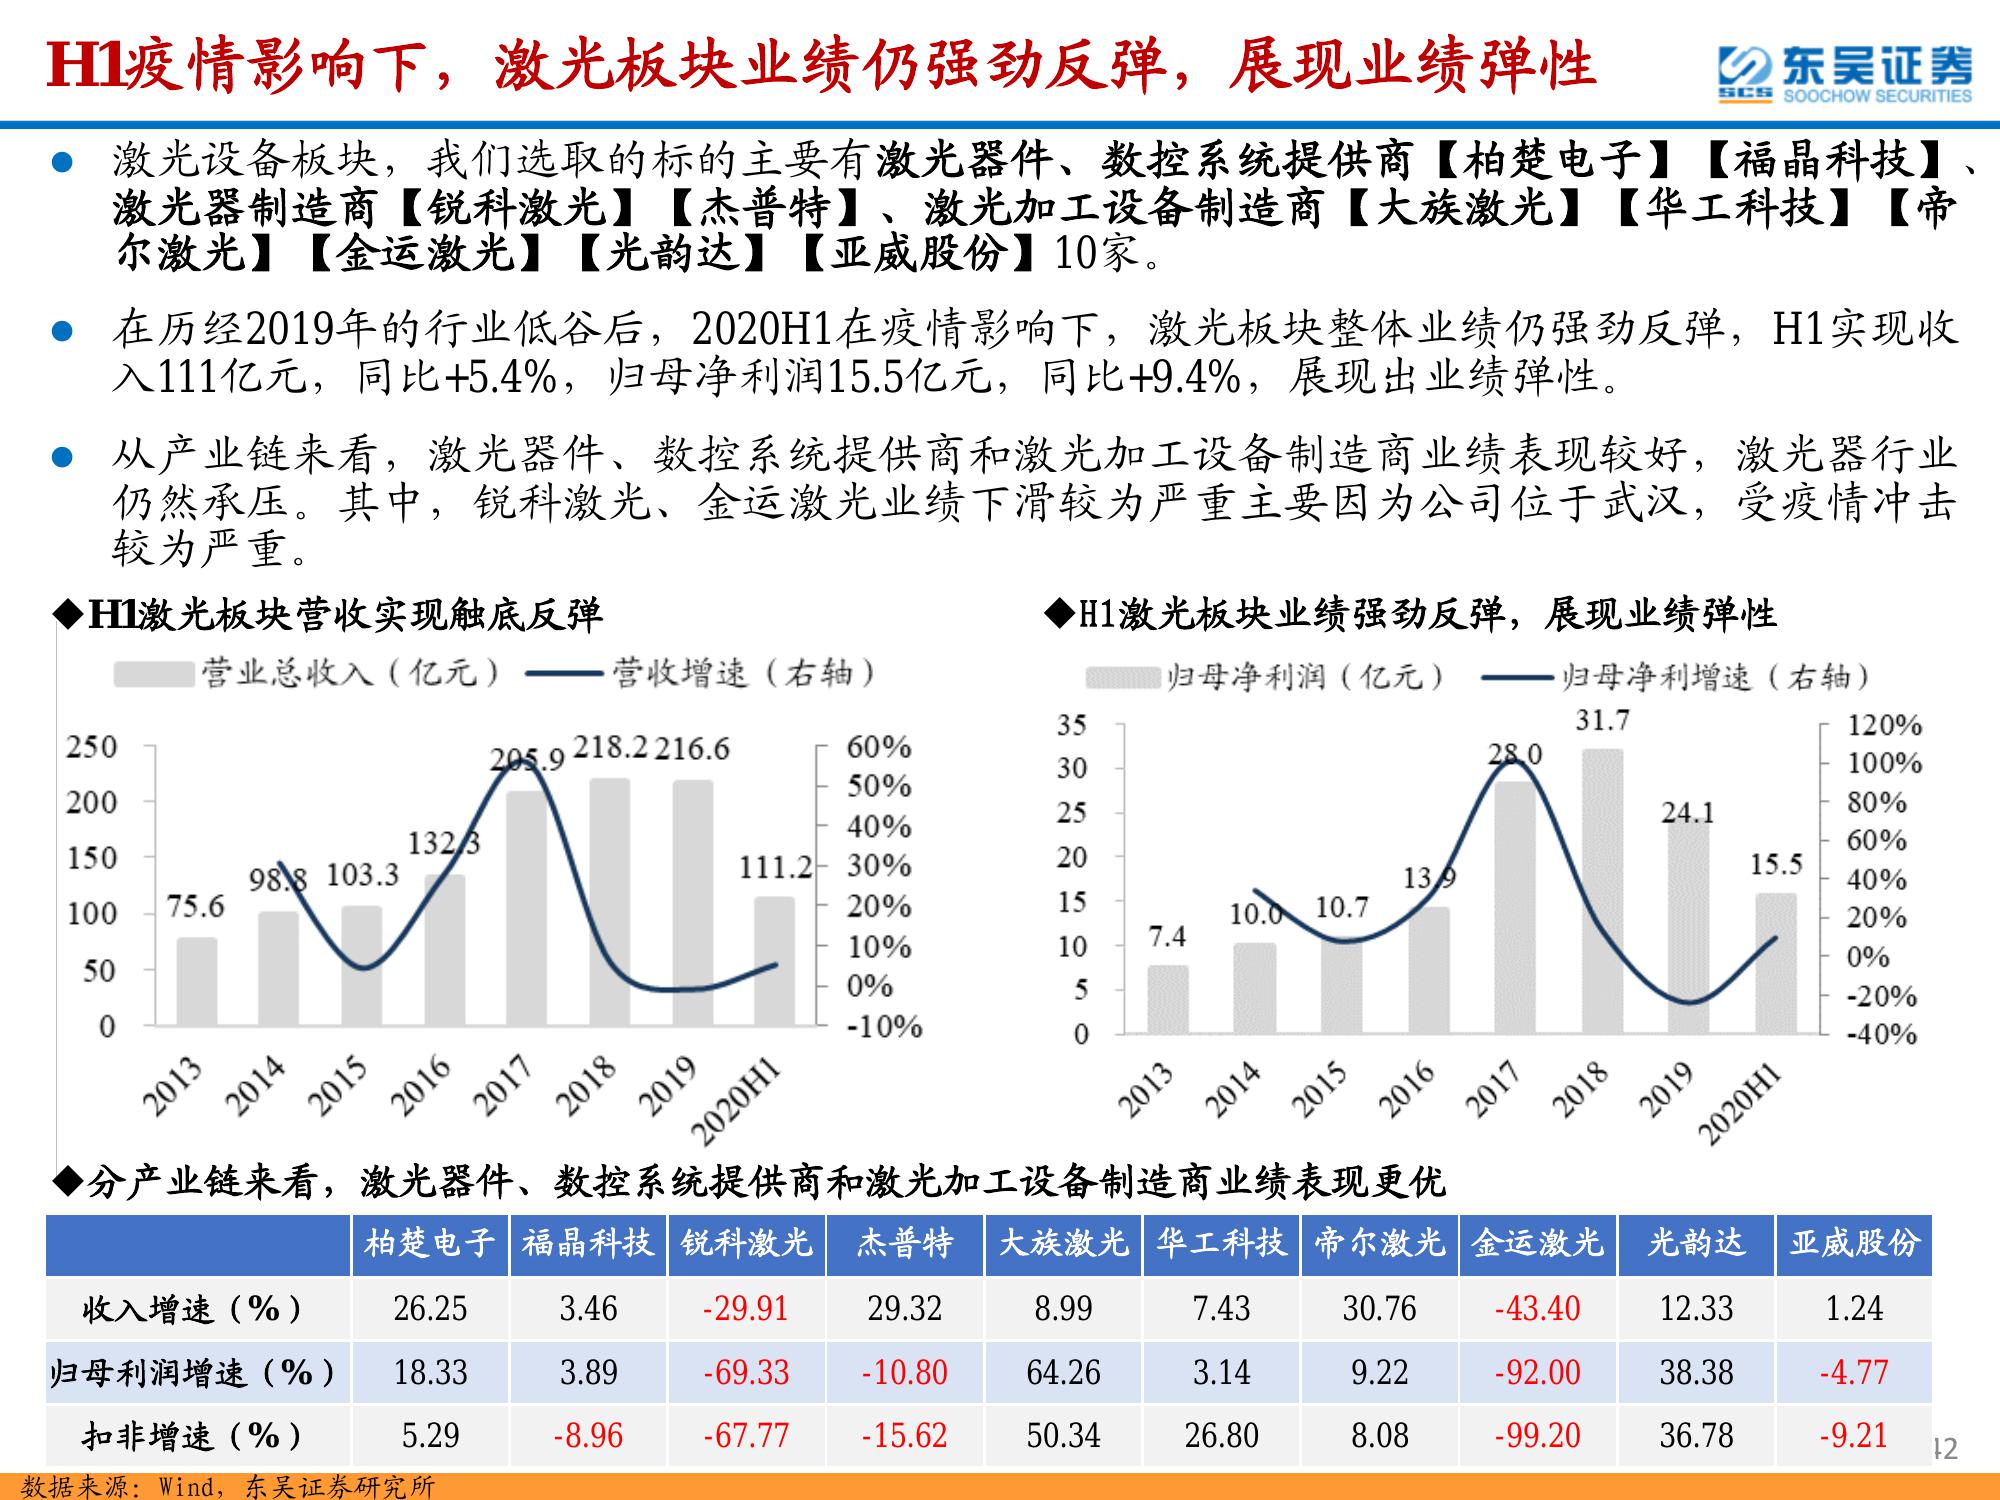 H1疫情影响下，激光板块业绩仍强劲反弹，展现业绩弹性
东吴证券
SCS SOOCHOW SECURITIES
● 激光设备板块，我们选取的标的主要有激光器件、数控系统提供商【柏楚电子】【福晶科技】、
激光器制造商【锐科激光】【杰普特】、激光加工设备制造商【大族激光】【华工科技】【帝
尔激光】【金运激光】【光韵达】【亚威股份】10家。
● 在历经2019年的行业低谷后，2020H1在疫情影响下，激光板块整体业绩仍强劲反弹，H1实现收
入111亿元，同比+5.4%，归母净利润15.5亿元，同比+9.4%，展现出业绩弹性。
● 从产业链来看，激光器件、数控系统提供商和激光加工设备制造商业绩表现较好，激光器行业
仍然承压。其中，锐科激光、金运激光业绩下滑较为严重主要因为公司位于武汉，受疫情冲击
较为严重。
◆H1激光板块营收实现触底反弹
营业总收入（亿元） 营收增速（右轴）
250 200 150 100 50 0
75.6 98.8 103.3 132.3 205.9 218.2 216.6 111.2
60% 50% 40% 30% 20% 10% 0% -10%
2013 2014 2015 2016 2017 2018 2019 2020H1
◆H1激光板块业绩强劲反弹，展现业绩弹性
归母净利润（亿元） 归母净利增速（右轴）
35 30 25 20 15 10 5 0
7.4 10.0 10.7 13.9 28.0 31.7 24.1 15.5
120% 100% 80% 60% 40% 20% 0% -20% -40%
2013 2014 2015 2016 2017 2018 2019 2020H1
◆分产业链来看，激光器件、数控系统提供商和激光加工设备制造商业绩表现更优
柏楚电子 福晶科技 锐科激光 杰普特 大族激光 华工科技 帝尔激光 金运激光 光韵达 亚威股份
收入增速（%） 26.25 3.46 -29.91 29.32 8.99 7.43 30.76 -43.40 12.33 1.24
归母利润增速（%） 18.33 3.89 -69.33 -10.80 64.26 3.14 9.22 -92.00 38.38 -4.77
扣非增速（%） 5.29 -8.96 -67.77 -15.62 50.34 26.80 8.08 -99.20 36.78 -9.21
42
数据来源：Wind，东吴证券研究所